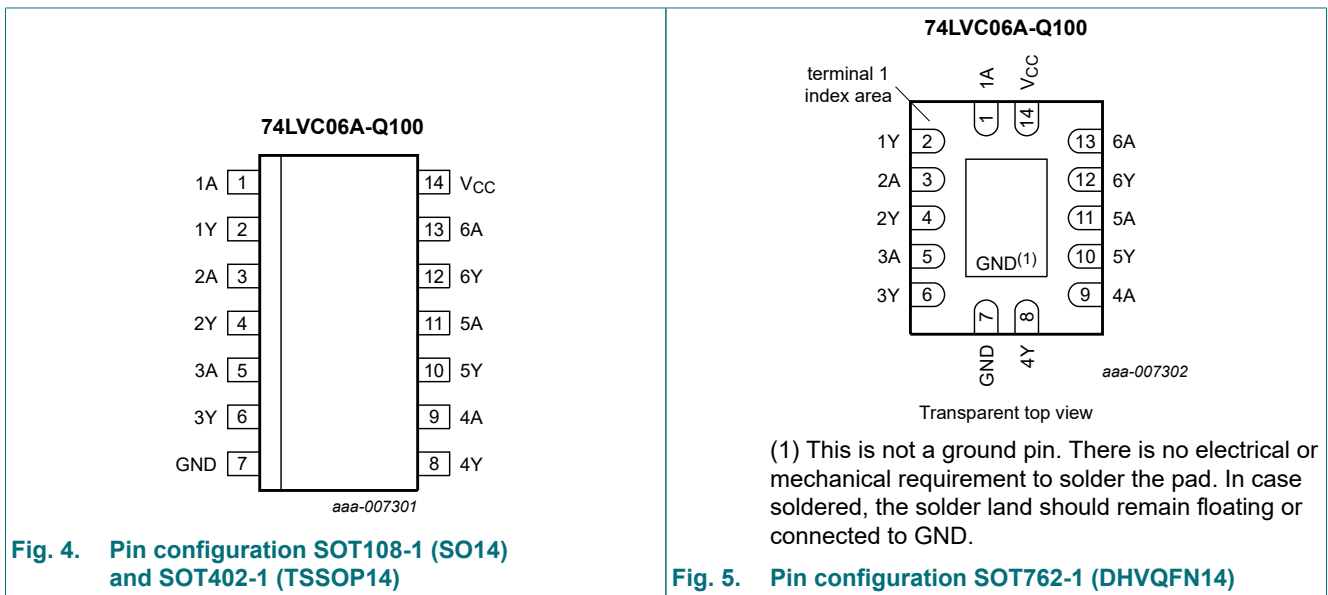 74LVC06A-Q100
1A 1
14 VCC
1Y 2
13 6A
2A 3
12 6Y
2Y 4
11 5A
3A 5
10 5Y
3Y 6
9 4A
GND 7
8 4Y
aaa-007301
Fig. 4. Pin configuration SOT108-1 (SO14)
and SOT402-1 (TSSOP14)
74LVC06A-Q100
terminal 1
index area
1A
VCC
1
14
1Y 2
13 6A
2A 3
12 6Y
2Y 4
11 5A
3A 5
10 5Y
GND(1)
3Y 6
9 4A
7
8
GND
4Y
aaa-007302
Transparent top view
(1) This is not a ground pin. There is no electrical or
mechanical requirement to solder the pad. In case
soldered, the solder land should remain floating or
connected to GND.
Fig. 5. Pin configuration SOT762-1 (DHVQFN14)